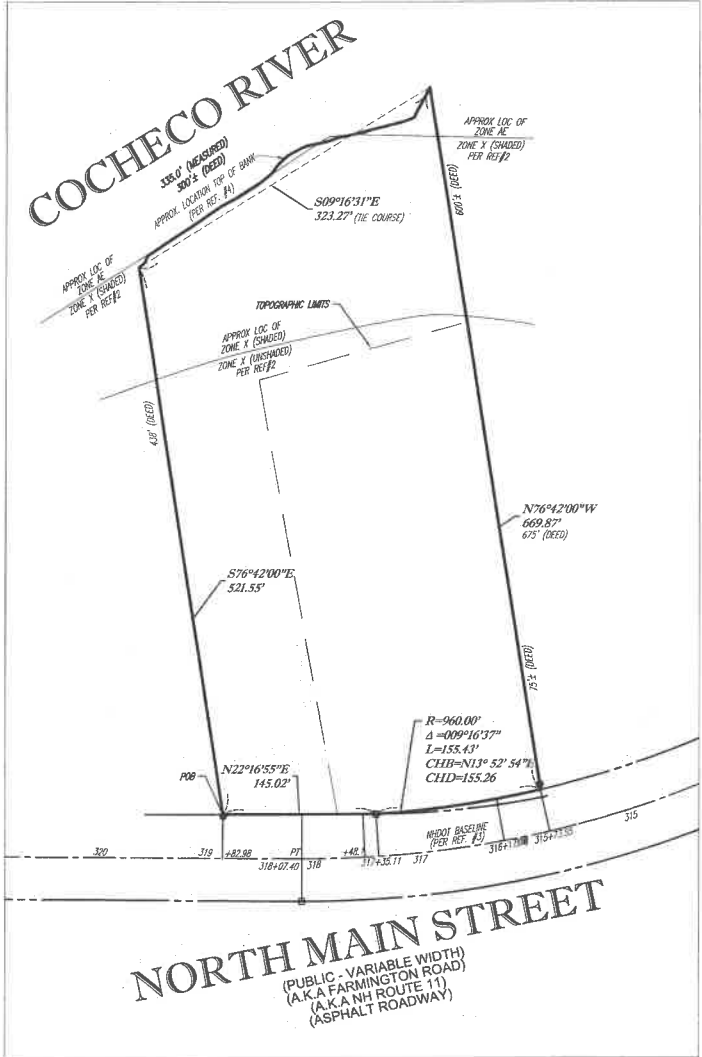 COCHECO RIVER
335.0' (MEASURED)
300'± (DEED)
APPROX. LOCATION TOP OF BANK
(PER REF. #4)
S09°16'31"E
323.27' (TIE COURSE)
APPROX LOC OF
ZONE AE
ZONE X (SHADED)
PER REF#2
600'± (DEED)
APPROX LOC OF
ZONE AE
ZONE X (SHADED)
PER REF#2
TOPOGRAPHIC LIMITS
APPROX LOC OF
ZONE X (SHADED)
ZONE X (UNSHADED)
PER REF#2
438' (DEED)
N76°42'00"W
669.87'
675' (DEED)
S76°42'00"E
521.55'
75'± (DEED)
R=960.00'
Δ =009°16'37"
L=155.43'
CHB=N13° 52' 54"E
CHD=155.26
POB
N22°16'55"E
145.02'
NHDOT BASELINE
(PER REF. #3)
320
319
+82.98
PT
318+07.40
318
+48.
317+35.11
317
315
NORTH MAIN STREET
(PUBLIC - VARIABLE WIDTH)
(A.K.A FARMINGTON ROAD)
(A.K.A NH ROUTE 11)
(ASPHALT ROADWAY)